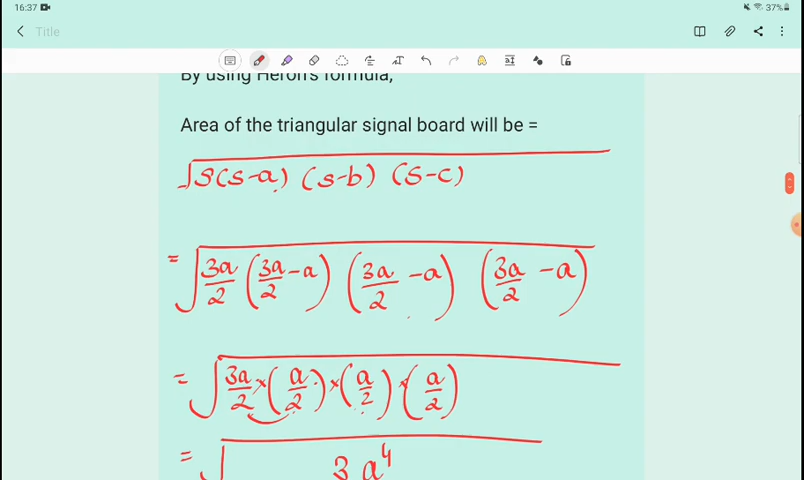 16:37 37%
Title
By using Heron's formula,
Area of the triangular signal board will be =
√S(s-a) (s-b) (s-c)
= √3a/2 (3a/2 -a) (3a/2 -a) (3a/2 -a)
= √3a/2 × (a/2) × (a/2) × (a/2)
= √3a⁴